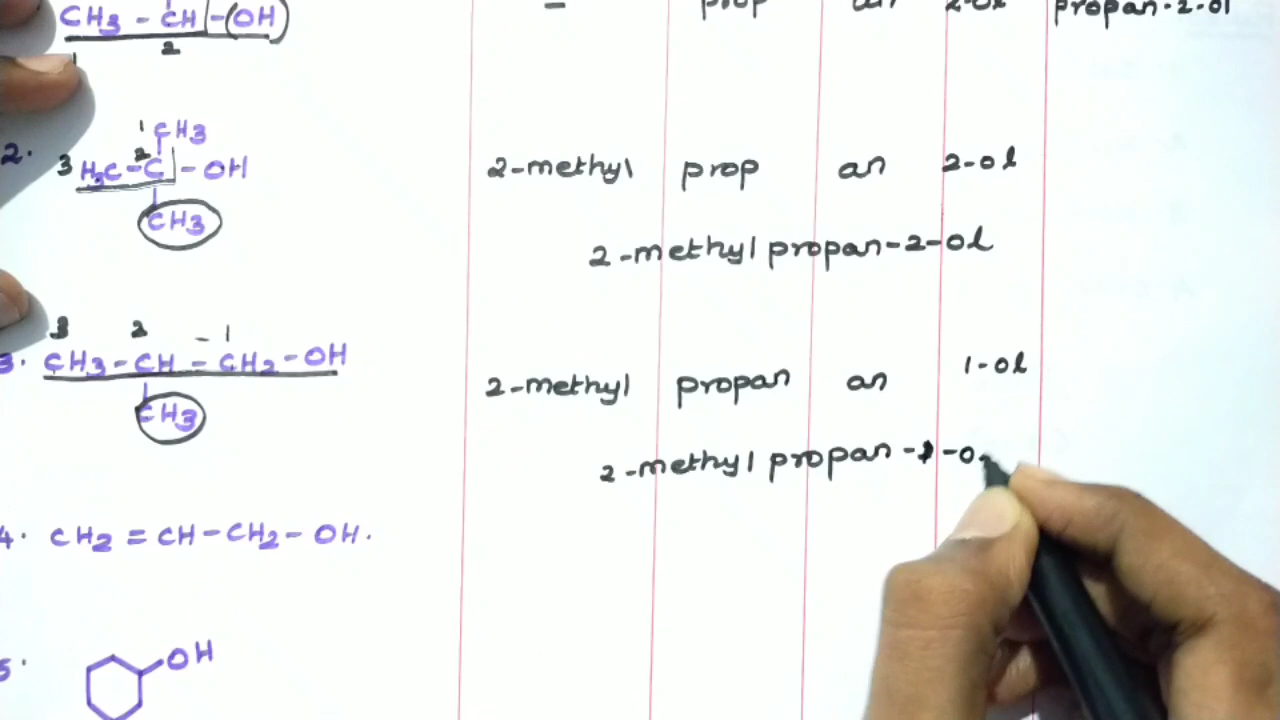 CH3 - CH - OH - prop an 2-ol propan-2-ol
2
1 CH3
2. 3 H3C - C 2 - OH 2-methyl prop an 2-ol
CH3
2-methyl propan-2-ol
3 2 - 1
3. CH3 - CH - CH2 - OH 2-methyl propan an 1-ol
CH3
2-methyl propan-1-o
4. CH2 = CH - CH2 - OH.
5. OH